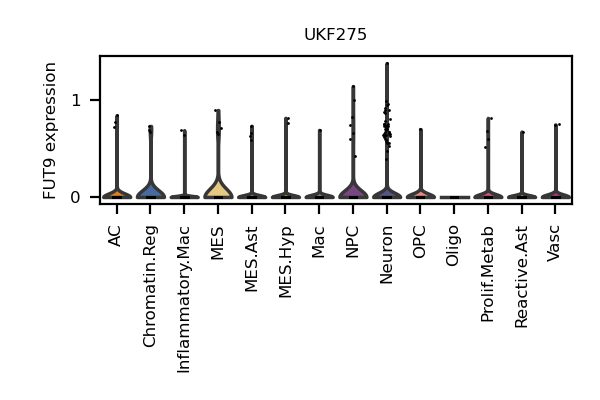 UKF275
FUT9 expression
1
0
AC
Chromatin.Reg
Inflammatory.Mac
MES
MES.Ast
MES.Hyp
Mac
NPC
Neuron
OPC
Oligo
Prolif.Metab
Reactive.Ast
Vasc